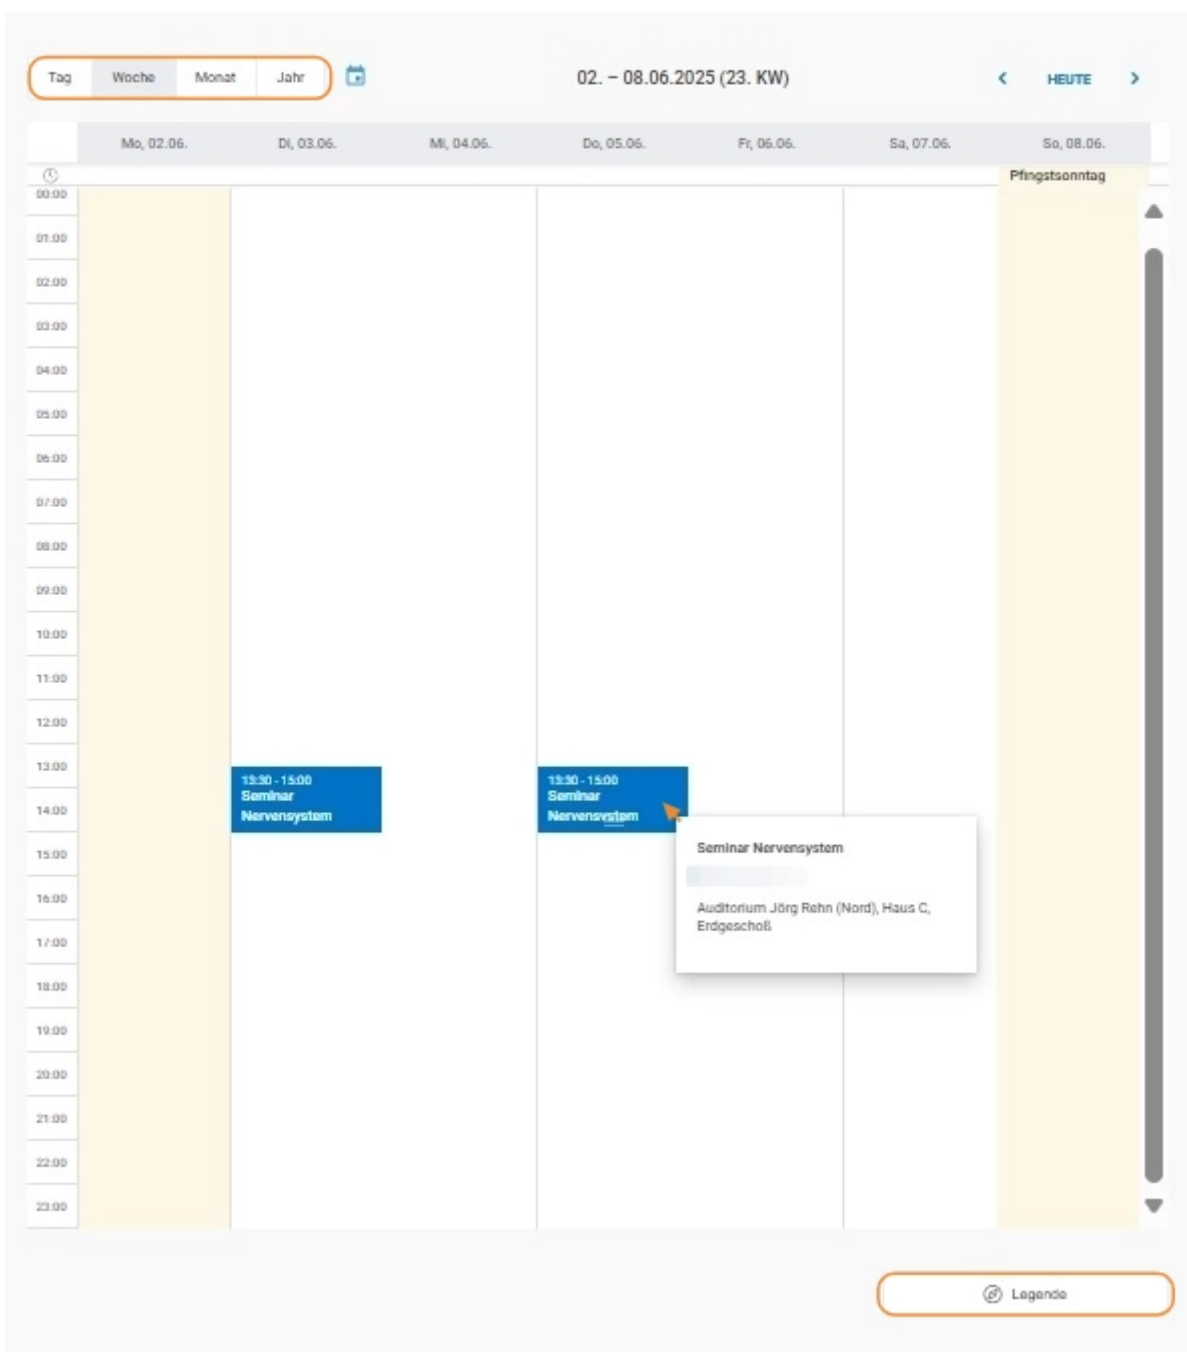 Tag Woche Monat Jahr 02. – 08.06.2025 (23. KW) HEUTE
Mo, 02.06. Di, 03.06. Mi, 04.06. Do, 05.06. Fr, 06.06. Sa, 07.06. So, 08.06.
Pfingstsonntag
00:00
01:00
02:00
03:00
04:00
05:00
06:00
07:00
08:00
09:00
10:00
11:00
12:00
13:00
13:30 - 15:00 13:30 - 15:00
Seminar Seminar
14:00
Nervensystem Nervensystem
Seminar Nervensystem
15:00
16:00
Auditorium Jörg Rehn (Nord), Haus C,
Erdgeschoß
17:00
18:00
19:00
20:00
21:00
22:00
23:00
Legende